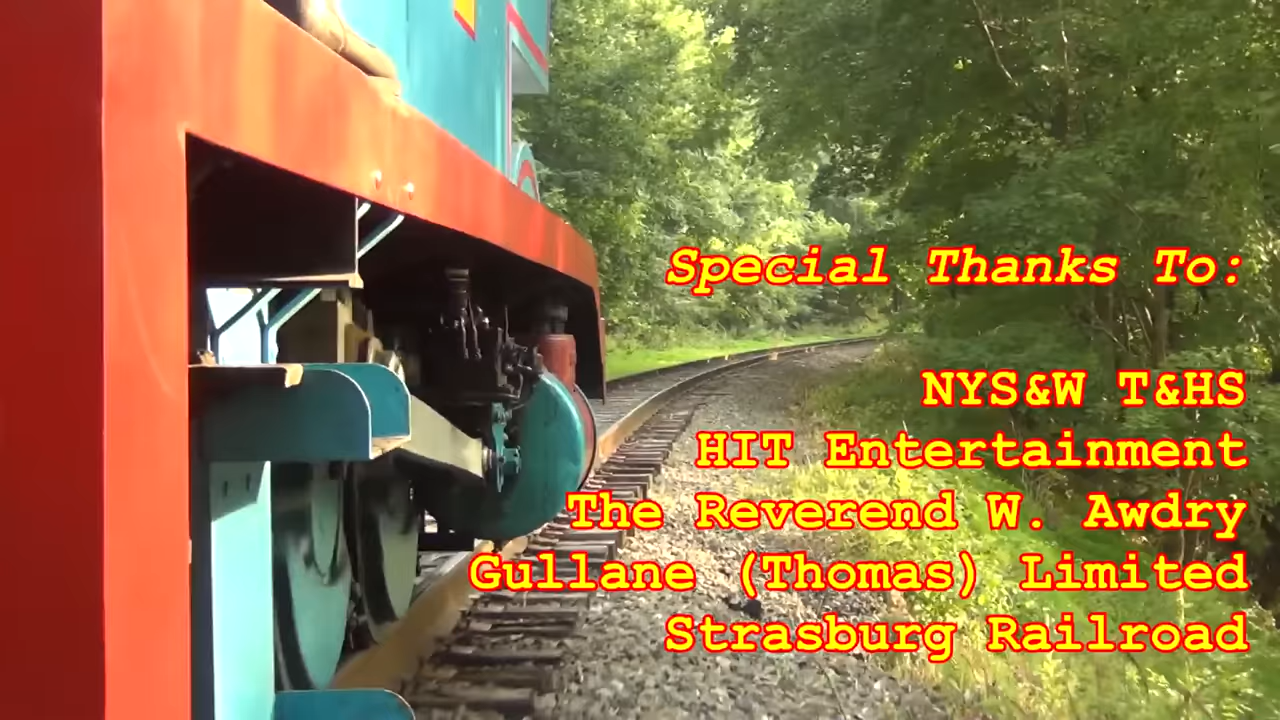 Special Thanks To:
NYS&W T&HS
HIT Entertainment
The Reverend W. Awdry
Gullane (Thomas) Limited
Strasburg Railroad